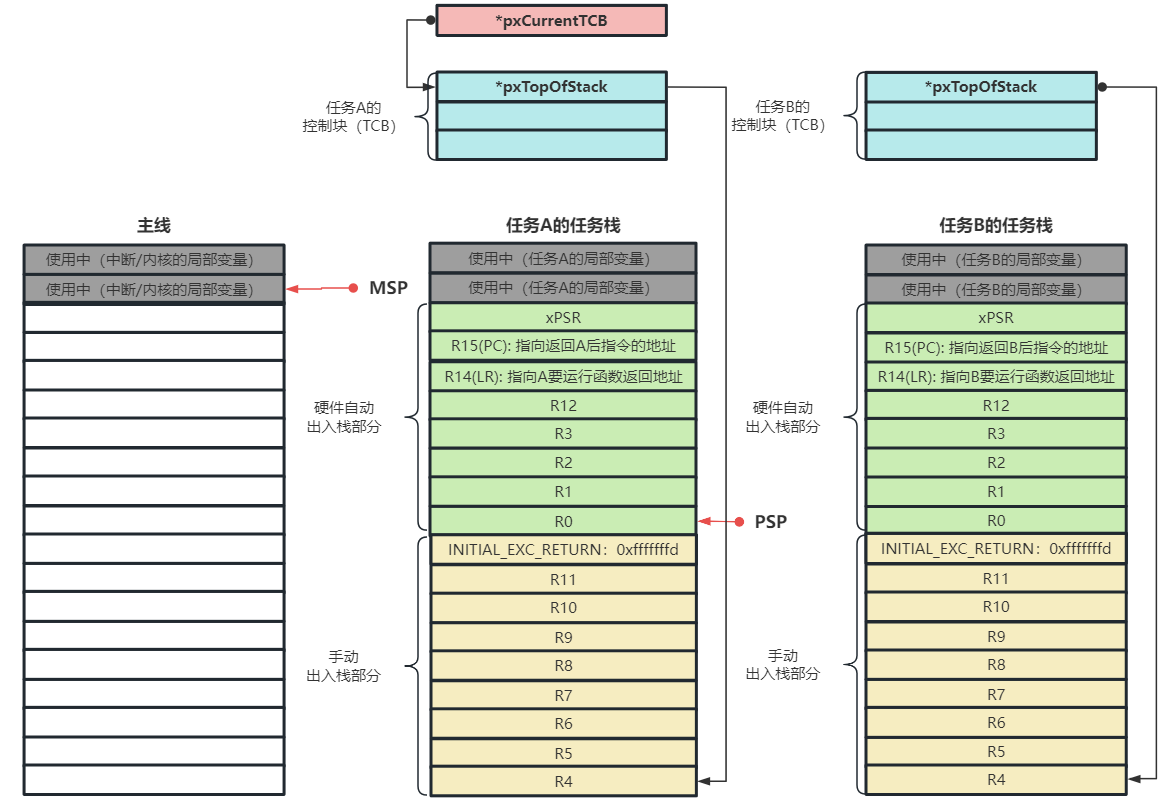 *pxCurrentTCB
*pxTopOfStack
任务A的
控制块（TCB）
*pxTopOfStack
任务B的
控制块（TCB）
主线
使用中（中断/内核的局部变量）
使用中（中断/内核的局部变量）
MSP
任务A的任务栈
使用中（任务A的局部变量）
使用中（任务A的局部变量）
xPSR
R15(PC): 指向返回A后指令的地址
R14(LR): 指向A要运行函数返回地址
R12
R3
R2
R1
R0
硬件自动
出入栈部分
PSP
INITIAL_EXC_RETURN：0xfffffffd
R11
R10
R9
R8
R7
R6
R5
R4
手动
出入栈部分
任务B的任务栈
使用中（任务B的局部变量）
使用中（任务B的局部变量）
xPSR
R15(PC): 指向返回B后指令的地址
R14(LR): 指向B要运行函数返回地址
R12
R3
R2
R1
R0
硬件自动
出入栈部分
INITIAL_EXC_RETURN：0xfffffffd
R11
R10
R9
R8
R7
R6
R5
R4
手动
出入栈部分